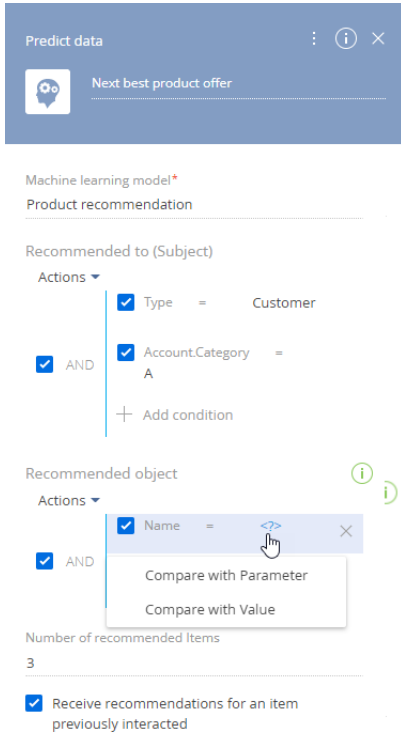 Predict data
Next best product offer
Machine learning model*
Product recommendation
Recommended to (Subject)
Actions
Type = Customer
AND
Account.Category =
A
Add condition
Recommended object
Actions
Name = <?>
AND
Compare with Parameter
Compare with Value
Number of recommended Items
3
Receive recommendations for an item
previously interacted